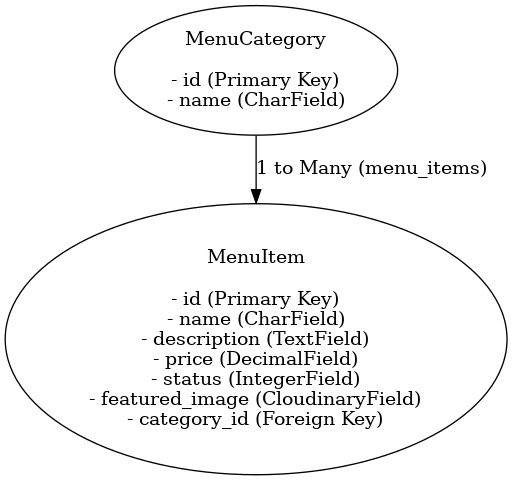 MenuCategory
- id (Primary Key)
- name (CharField)
1 to Many (menu_items)
MenuItem
- id (Primary Key)
- name (CharField)
- description (TextField)
- price (DecimalField)
- status (IntegerField)
- featured_image (CloudinaryField)
- category_id (Foreign Key)